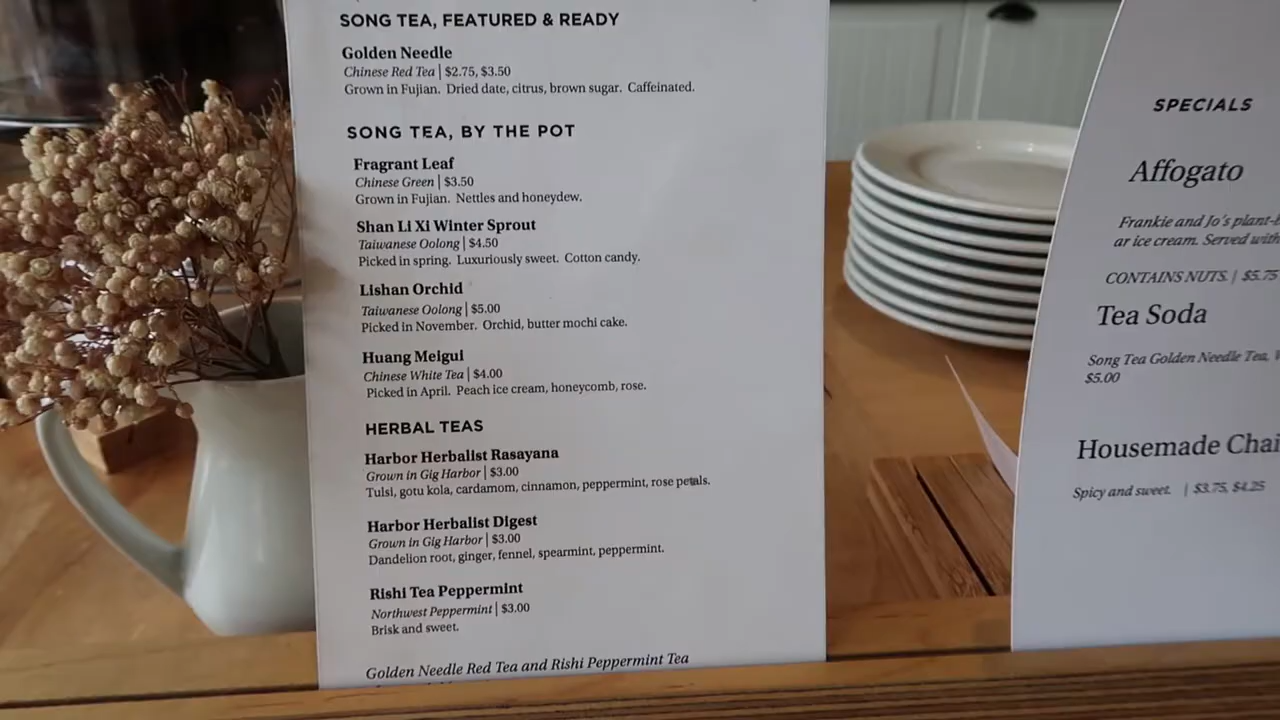 SONG TEA, FEATURED & READY
Golden Needle
Chinese Red Tea | $2.75, $3.50
Grown in Fujian. Dried date, citrus, brown sugar. Caffeinated.
SONG TEA, BY THE POT
Fragrant Leaf
Chinese Green | $3.50
Grown in Fujian. Nettles and honeydew.
Shan Li Xi Winter Sprout
Taiwanese Oolong | $4.50
Picked in spring. Luxuriously sweet. Cotton candy.
Lishan Orchid
Taiwanese Oolong | $5.00
Picked in November. Orchid, butter mochi cake.
Huang Meigui
Chinese White Tea | $4.00
Picked in April. Peach ice cream, honeycomb, rose.
HERBAL TEAS
Harbor Herbalist Rasayana
Grown in Gig Harbor | $3.00
Tulsi, gotu kola, cardamom, cinnamon, peppermint, rose petals.
Harbor Herbalist Digest
Grown in Gig Harbor | $3.00
Dandelion root, ginger, fennel, spearmint, peppermint.
Rishi Tea Peppermint
Northwest Peppermint | $3.00
Brisk and sweet.
Golden Needle Red Tea and Rishi Peppermint Tea
SPECIALS
Affogato
Frankie and Jo's plant-
ar ice cream. Served with
CONTAINS NUTS. | $5.75
Tea Soda
Song Tea Golden Needle Tea,
$5.00
Housemade Chai
Spicy and sweet. | $3.75, $4.25